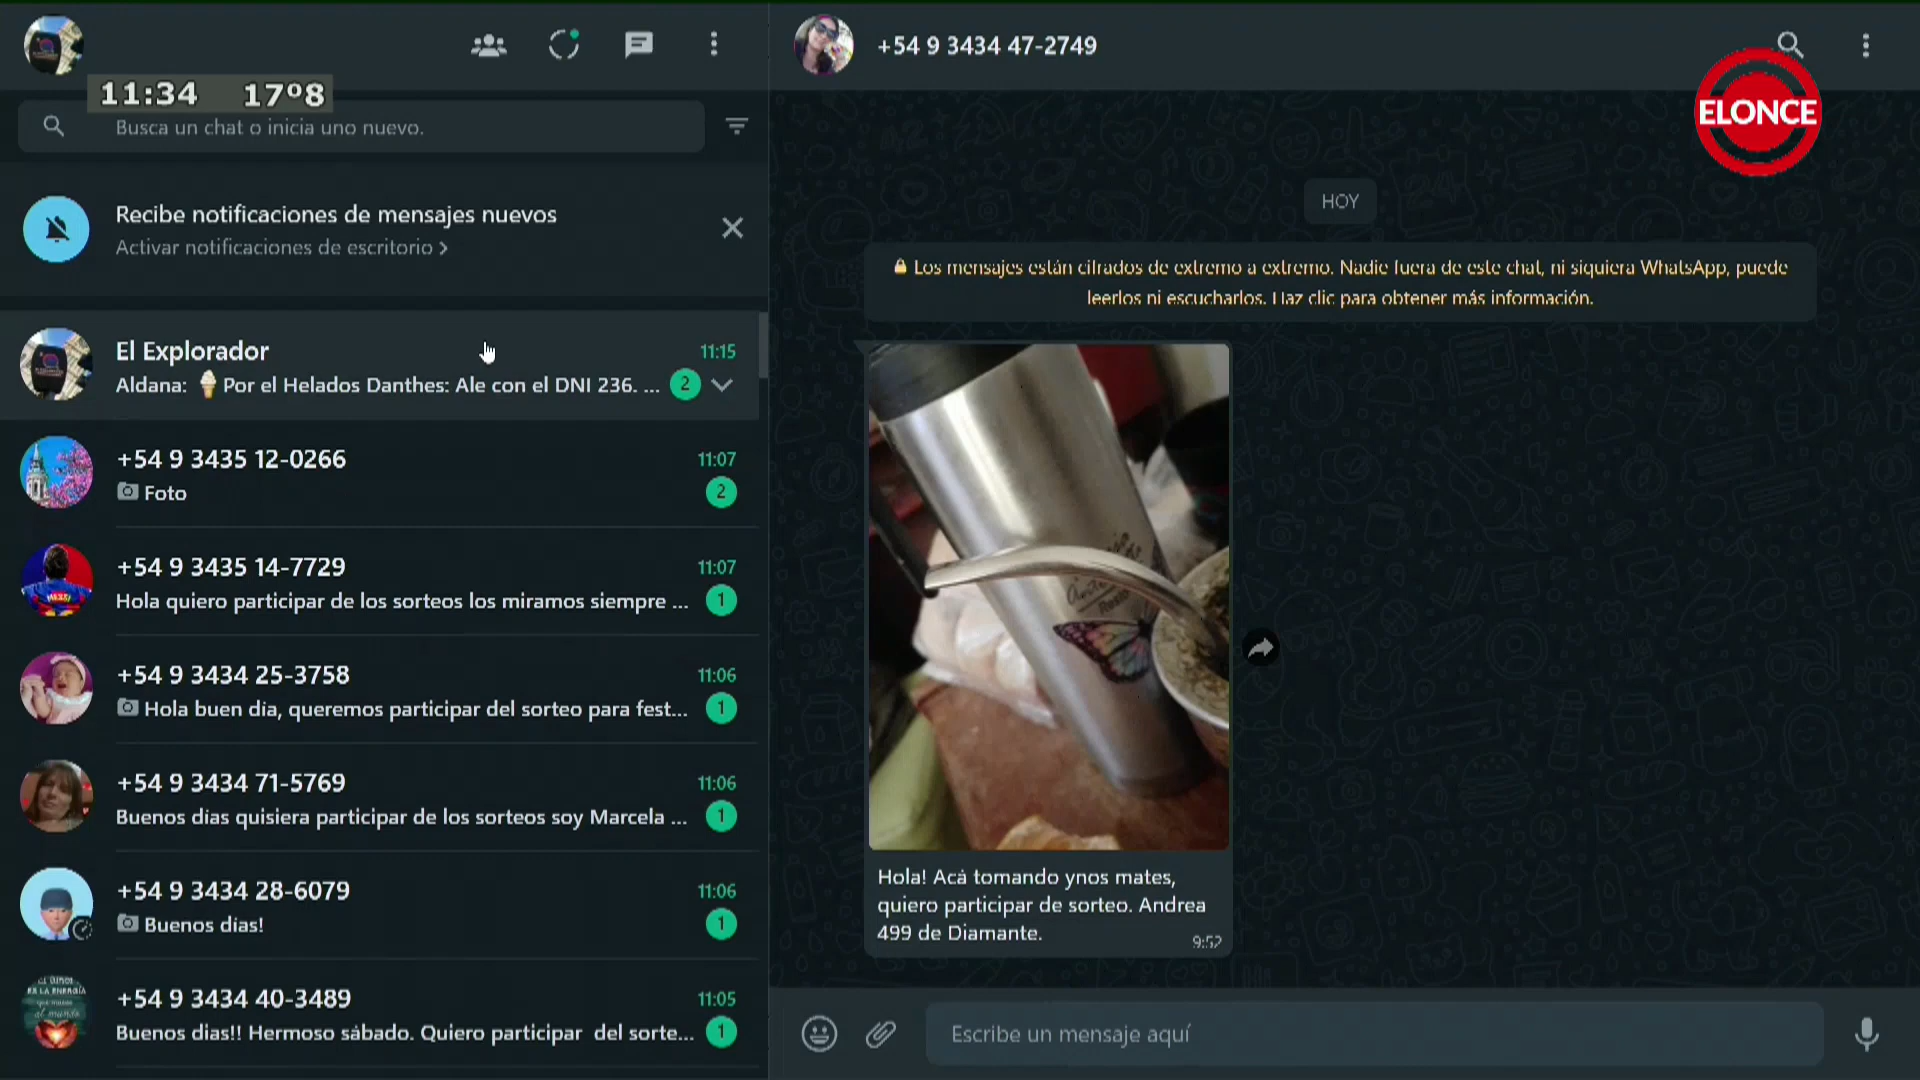 +54 9 3434 47-2749
ELONCE
11:34 17º8
Busca un chat o inicia uno nuevo.
Recibe notificaciones de mensajes nuevos
Activar notificaciones de escritorio >
El Explorador 11:15
Aldana: 🍦Por el Helados Danthes: Ale con el DNI 236. ... 2
+54 9 3435 12-0266 11:07
Foto 2
+54 9 3435 14-7729 11:07
Hola quiero participar de los sorteos los miramos siempre ... 1
+54 9 3434 25-3758 11:06
Hola buen dia, queremos participar del sorteo para fest... 1
+54 9 3434 71-5769 11:06
Buenos días quisiera participar de los sorteos soy Marcela ... 1
+54 9 3434 28-6079 11:06
Buenos días! 1
+54 9 3434 40-3489 11:05
Buenos dias!! Hermoso sábado. Quiero participar del sorte... 1
HOY
Los mensajes están cifrados de extremo a extremo. Nadie fuera de este chat, ni siquiera WhatsApp, puede
leerlos ni escucharlos. Haz clic para obtener más información.
Hola! Acá tomando ynos mates,
quiero participar de sorteo. Andrea
499 de Diamante.
9:52
Escribe un mensaje aquí
MESSI